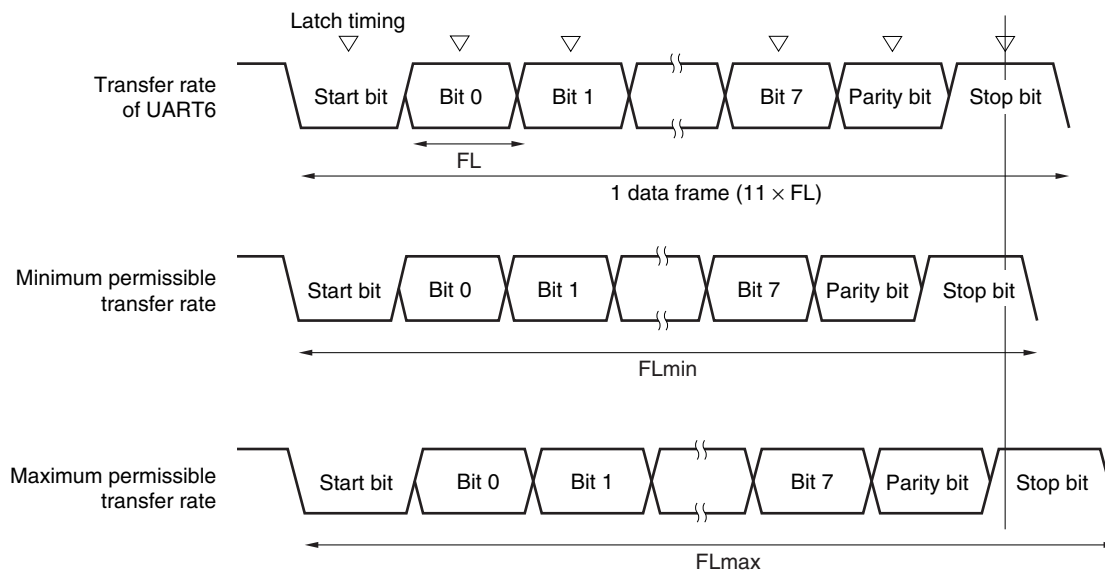 Latch timing
Transfer rate
of UART6
Start bit
Bit 0
Bit 1
Bit 7
Parity bit
Stop bit
FL
1 data frame (11 × FL)
Minimum permissible
transfer rate
Start bit
Bit 0
Bit 1
Bit 7
Parity bit
Stop bit
FLmin
Maximum permissible
transfer rate
Start bit
Bit 0
Bit 1
Bit 7
Parity bit
Stop bit
FLmax